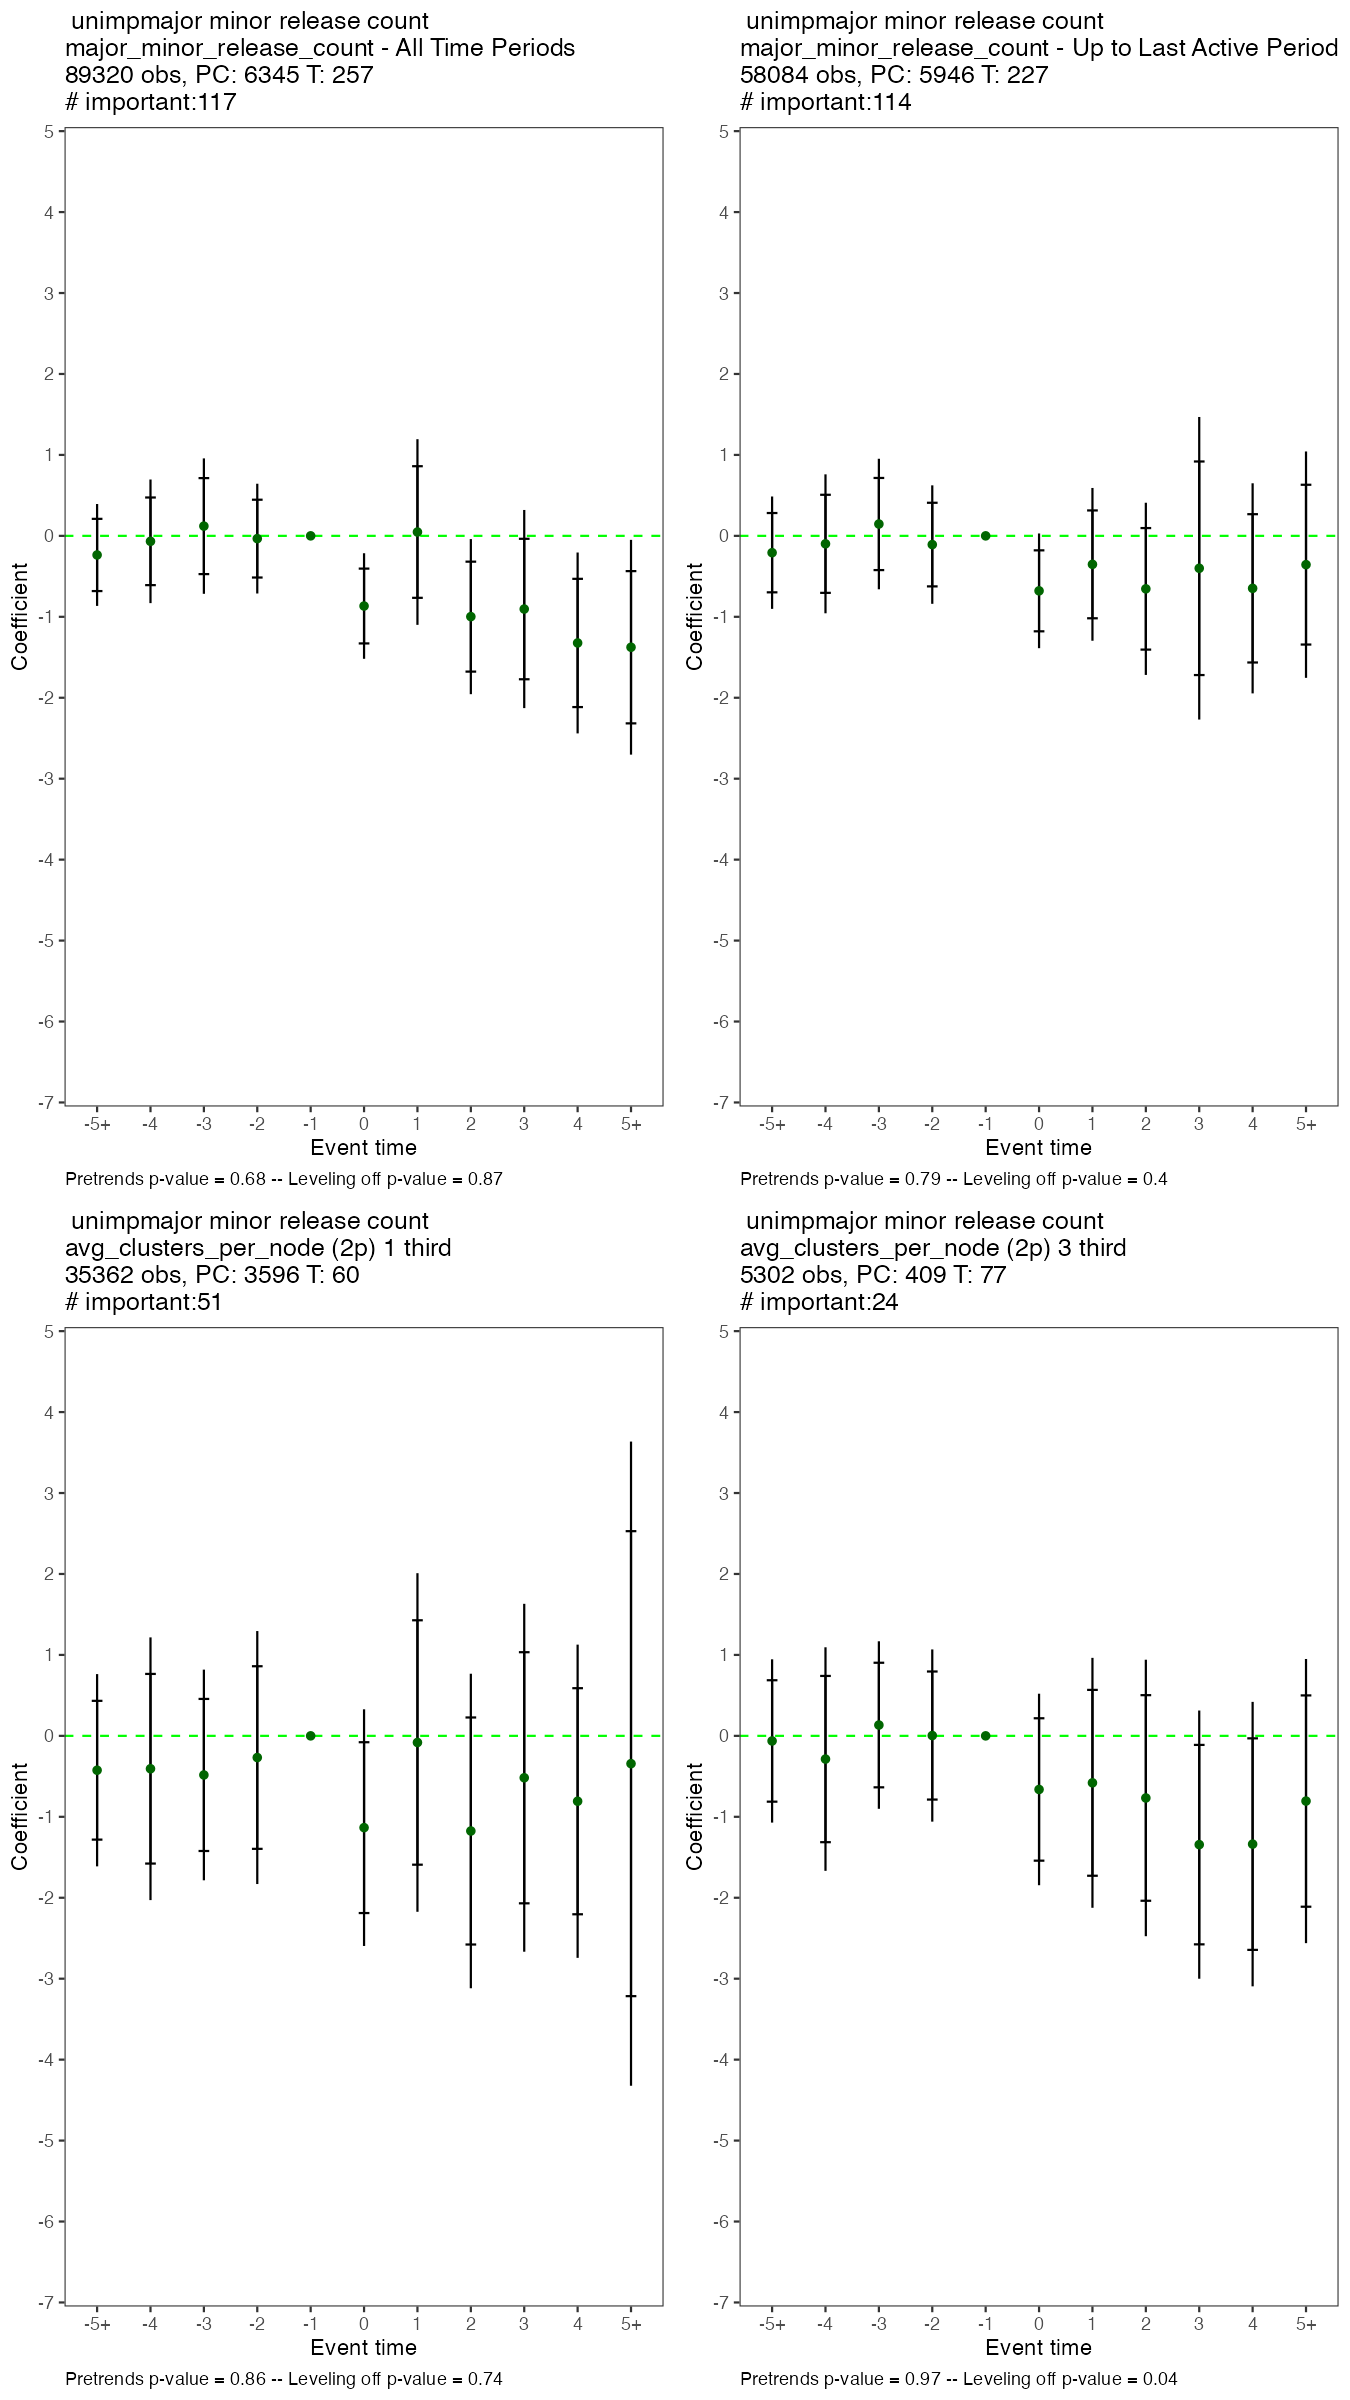 unimpmajor minor release count
major_minor_release_count - All Time Periods
89320 obs, PC: 6345 T: 257
# important:117
5
4
3
2
1
0
-1
-2
-3
-4
-5
-6
-7
Coefficient
-5+ -4 -3 -2 -1 0 1 2 3 4 5+
Event time
Pretrends p-value = 0.68 -- Leveling off p-value = 0.87
unimpmajor minor release count
major_minor_release_count - Up to Last Active Period
58084 obs, PC: 5946 T: 227
# important:114
5
4
3
2
1
0
-1
-2
-3
-4
-5
-6
-7
Coefficient
-5+ -4 -3 -2 -1 0 1 2 3 4 5+
Event time
Pretrends p-value = 0.79 -- Leveling off p-value = 0.4
unimpmajor minor release count
avg_clusters_per_node (2p) 1 third
35362 obs, PC: 3596 T: 60
# important:51
5
4
3
2
1
0
-1
-2
-3
-4
-5
-6
-7
Coefficient
-5+ -4 -3 -2 -1 0 1 2 3 4 5+
Event time
Pretrends p-value = 0.86 -- Leveling off p-value = 0.74
unimpmajor minor release count
avg_clusters_per_node (2p) 3 third
5302 obs, PC: 409 T: 77
# important:24
5
4
3
2
1
0
-1
-2
-3
-4
-5
-6
-7
Coefficient
-5+ -4 -3 -2 -1 0 1 2 3 4 5+
Event time
Pretrends p-value = 0.97 -- Leveling off p-value = 0.04